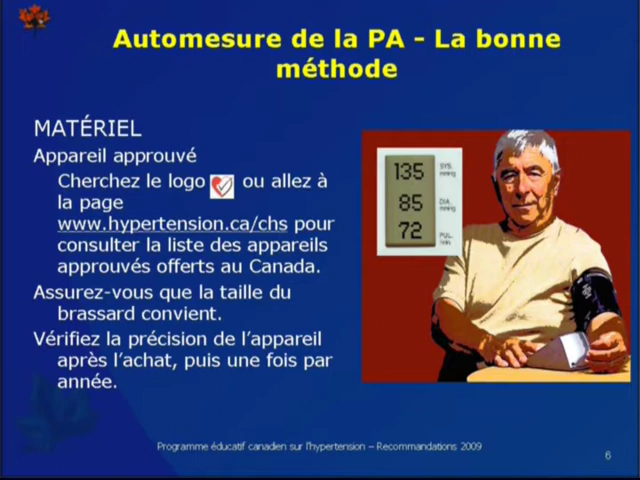 Automesure de la PA - La bonne
méthode
MATÉRIEL
Appareil approuvé
Cherchez le logo ou allez à
la page
www.hypertension.ca/chs pour
consulter la liste des appareils
approuvés offerts au Canada.
Assurez-vous que la taille du
brassard convient.
Vérifiez la précision de l'appareil
après l'achat, puis une fois par
année.
135 SYS. mmHg
85 DIA. mmHg
72 PUL. /min
Programme éducatif canadien sur l'hypertension – Recommandations 2009
6